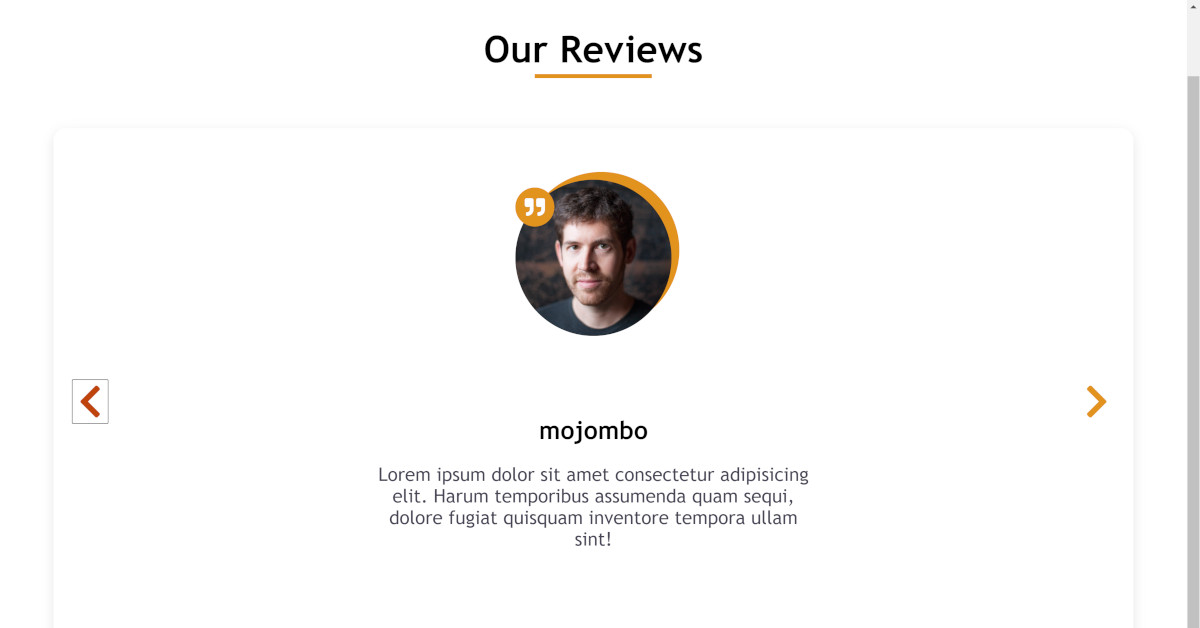 Our Reviews
mojombo
Lorem ipsum dolor sit amet consectetur adipisicing
elit. Harum temporibus assumenda quam sequi,
dolore fugiat quisquam inventore tempora ullam
sint!